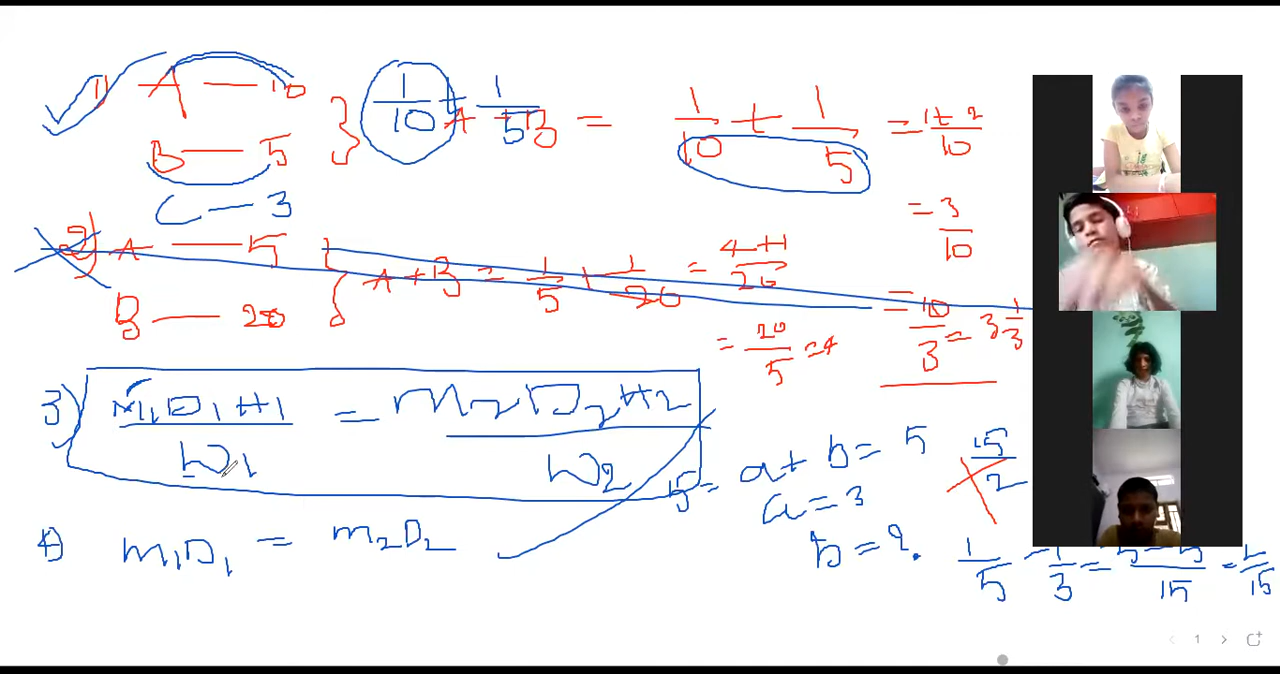 1) A — 10 } 1/10 + 1/5 A + B = 1/10 + 1/5 = 1+2/10
B — 5
C — 3 = 3/10
2) A — 5 } A + B = 1/5 + 1/20 = 4+1/20 = 10/3 = 3 1/3
B — 20 = 20/5 = 4
3) M1D1H1/W1 = M2D2H2/W2
a + b = 5 15/2
a = 3
4) M1D1 = M2D2
b = ?
1/5 - 1/3 =
15
1